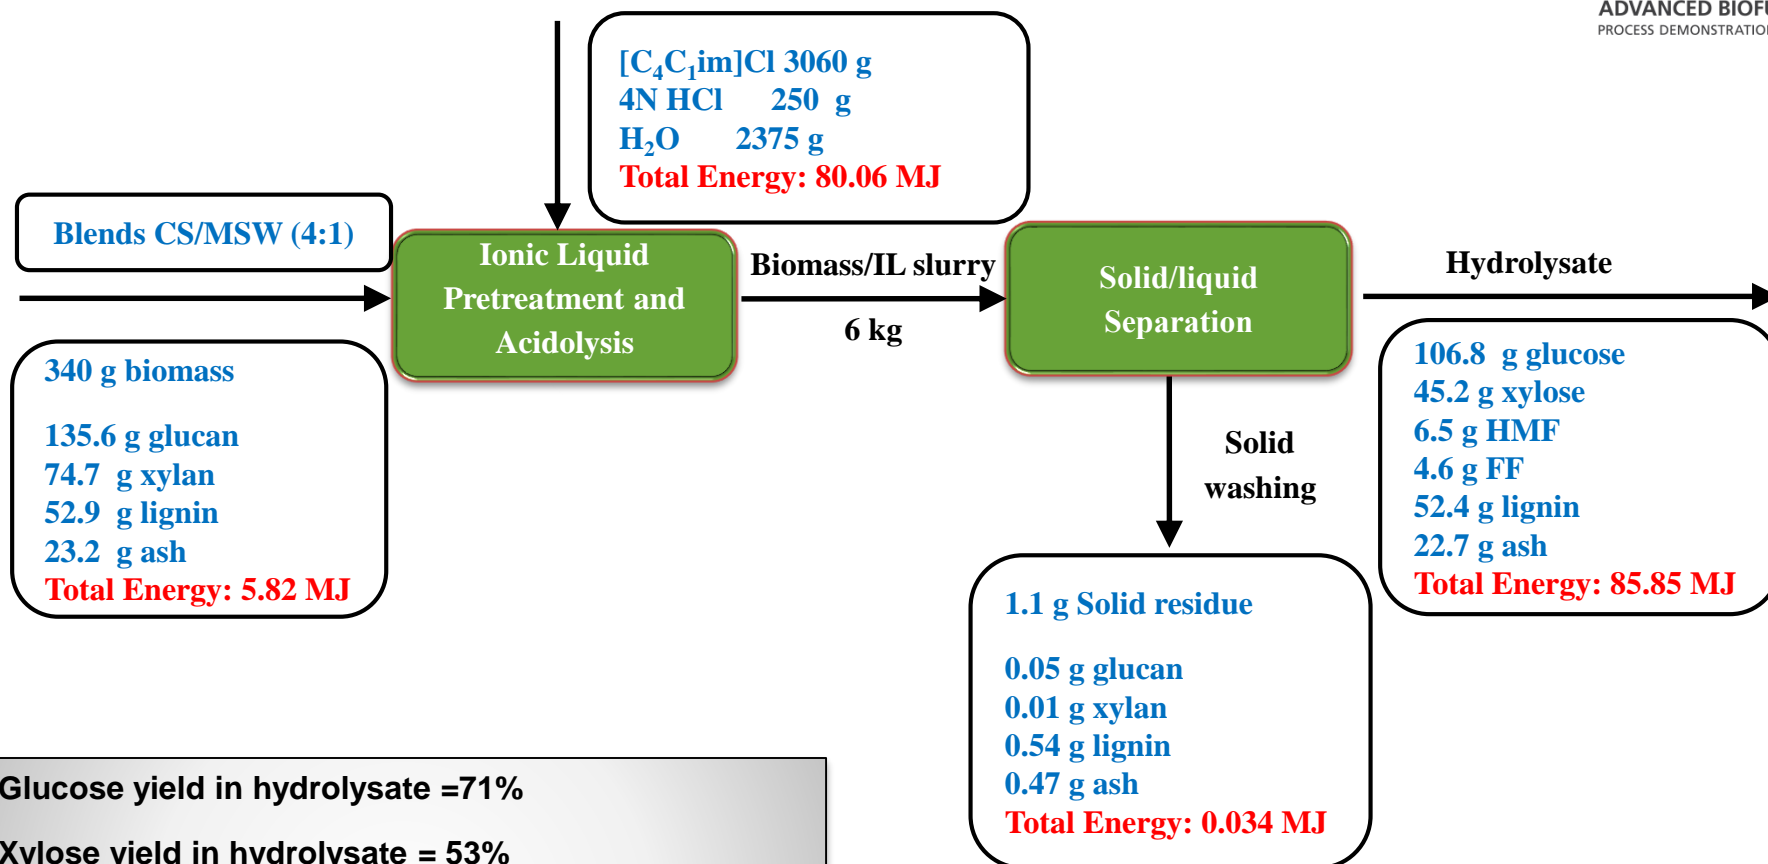 ADVANCED BIOFU
PROCESS DEMONSTRATION
[C₄C₁im]Cl 3060 g
4N HCl 250 g
H₂O 2375 g
Total Energy: 80.06 MJ
Blends CS/MSW (4:1)
Ionic Liquid
Pretreatment and
Acidolysis
Biomass/IL slurry
6 kg
Solid/liquid
Separation
Hydrolysate
340 g biomass
135.6 g glucan
74.7 g xylan
52.9 g lignin
23.2 g ash
Total Energy: 5.82 MJ
106.8 g glucose
45.2 g xylose
6.5 g HMF
4.6 g FF
52.4 g lignin
22.7 g ash
Total Energy: 85.85 MJ
Solid
washing
1.1 g Solid residue
0.05 g glucan
0.01 g xylan
0.54 g lignin
0.47 g ash
Total Energy: 0.034 MJ
Glucose yield in hydrolysate =71%
Xylose yield in hydrolysate = 53%